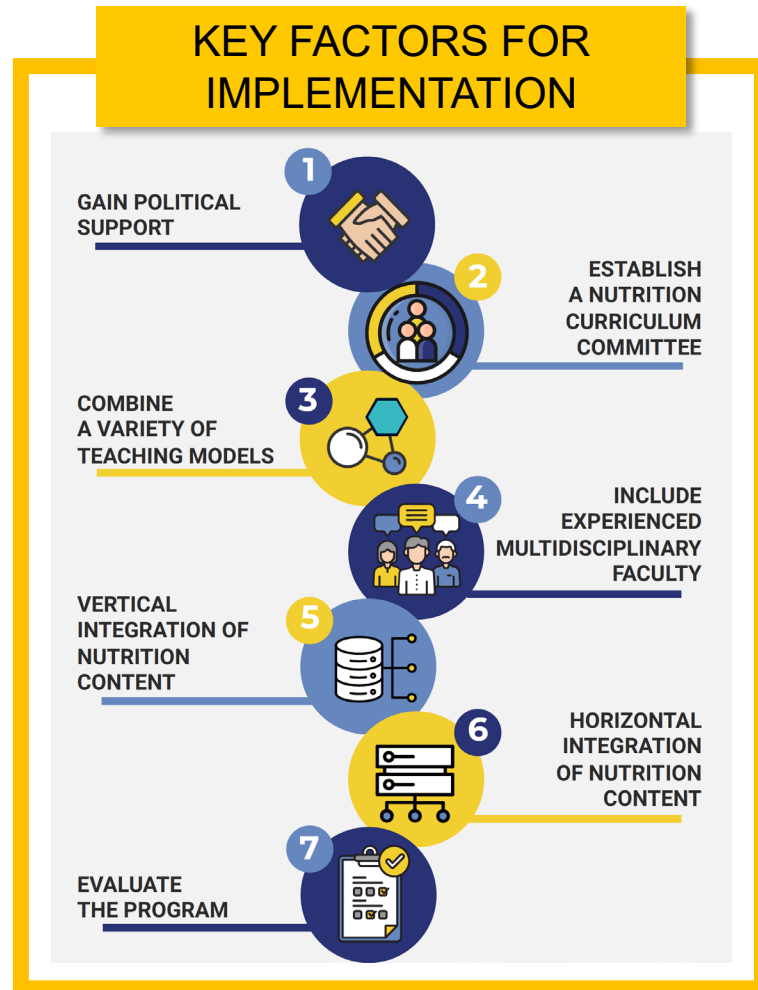 KEY FACTORS FOR
IMPLEMENTATION
1
GAIN POLITICAL
SUPPORT
2
ESTABLISH
A NUTRITION
CURRICULUM
COMMITTEE
3
COMBINE
A VARIETY OF
TEACHING MODELS
4
INCLUDE
EXPERIENCED
MULTIDISCIPLINARY
FACULTY
5
VERTICAL
INTEGRATION OF
NUTRITION
CONTENT
6
HORIZONTAL
INTEGRATION
OF NUTRITION
CONTENT
7
EVALUATE
THE PROGRAM